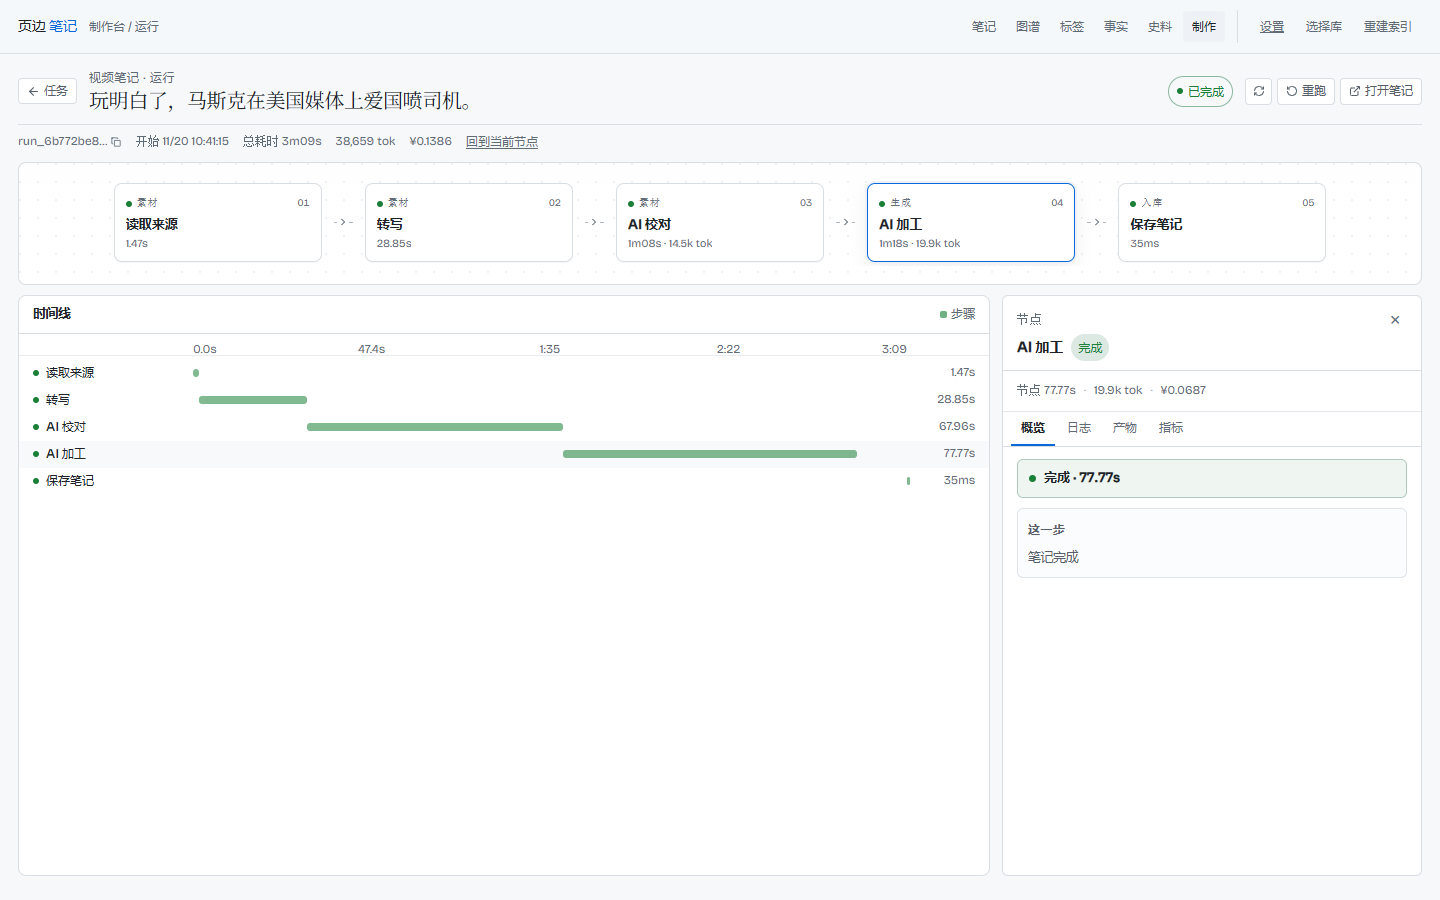 页边 笔记 制作台 / 运行 笔记 图谱 标签 事实 史料 制作 设置 选择库 重建索引
← 任务
视频笔记 · 运行
玩明白了，马斯克在美国媒体上爱国喷司机。
已完成 重跑 打开笔记
run_6b772be8... 开始 11/20 10:41:15 总耗时 3m09s 38,659 tok ¥0.1386 回到当前节点
素材 01
读取来源
1.47s
素材 02
转写
28.85s
素材 03
AI 校对
1m08s · 14.5k tok
生成 04
AI 加工
1m18s · 19.9k tok
入库 05
保存笔记
35ms
时间线 步骤
0.0s 47.4s 1:35 2:22 3:09
读取来源 1.47s
转写 28.85s
AI 校对 67.96s
AI 加工 77.77s
保存笔记 35ms
节点
AI 加工 完成
节点 77.77s · 19.9k tok · ¥0.0687
概览 日志 产物 指标
完成 · 77.77s
这一步
笔记完成